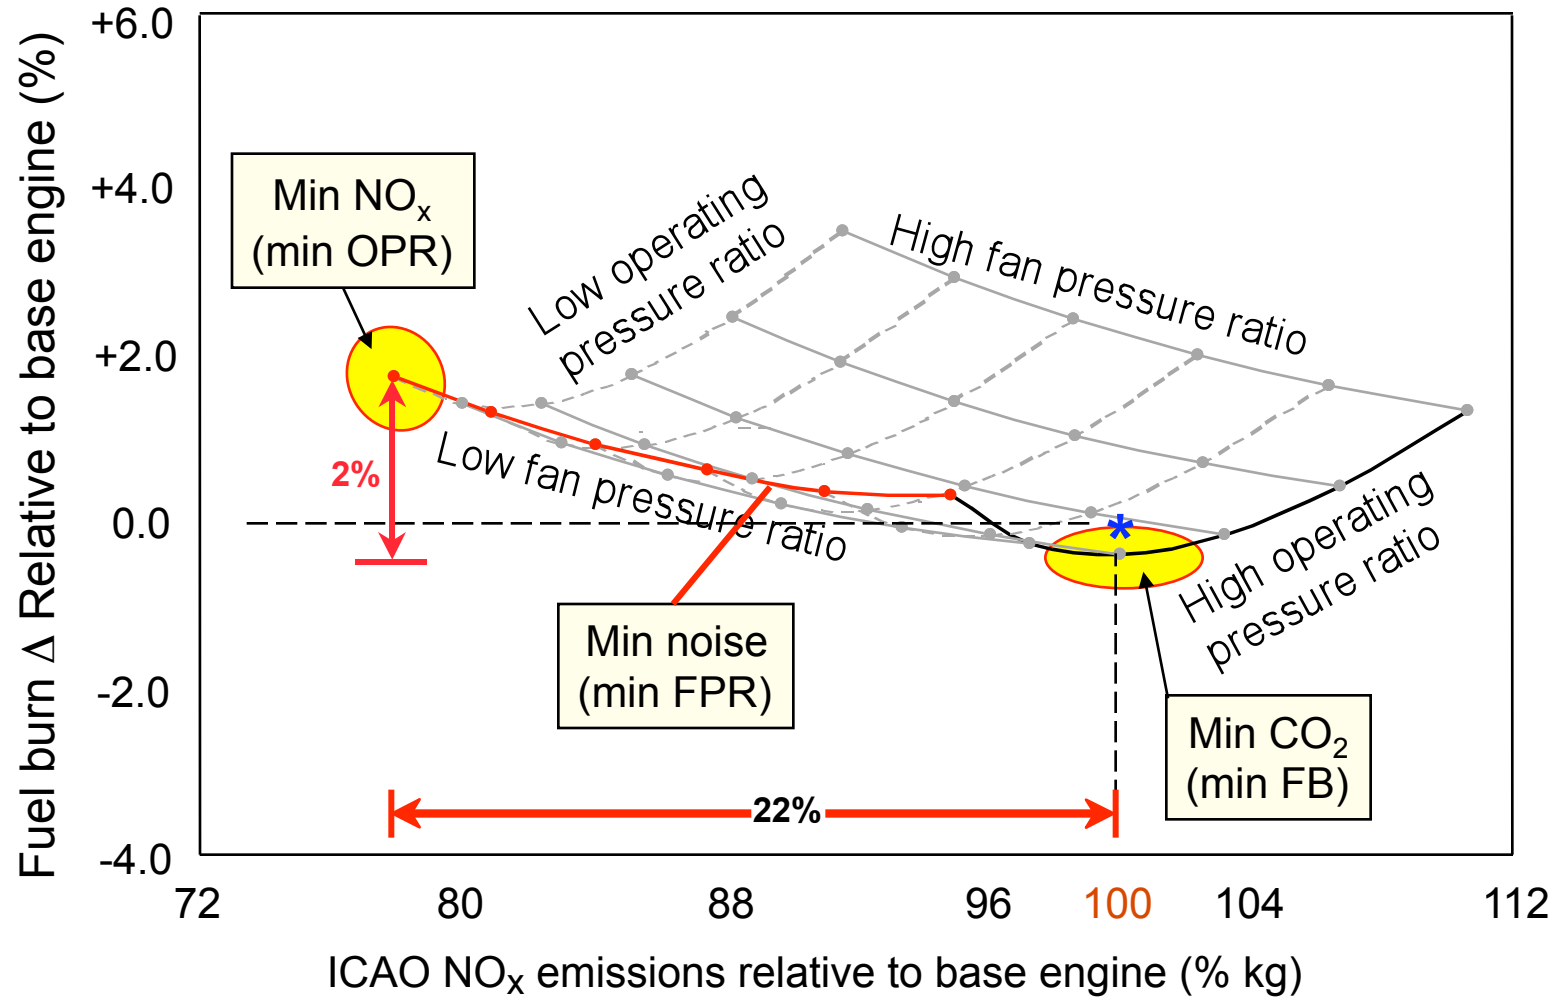 Fuel burn Δ Relative to base engine (%)
+6.0
+4.0
+2.0
0.0
-2.0
-4.0
Min NOx
(min OPR)
Low operating
pressure ratio
High fan pressure ratio
2%
Low fan pressure ratio
*
High operating
pressure ratio
Min noise
(min FPR)
Min CO2
(min FB)
22%
72 80 88 96 100 104 112
ICAO NOX emissions relative to base engine (% kg)